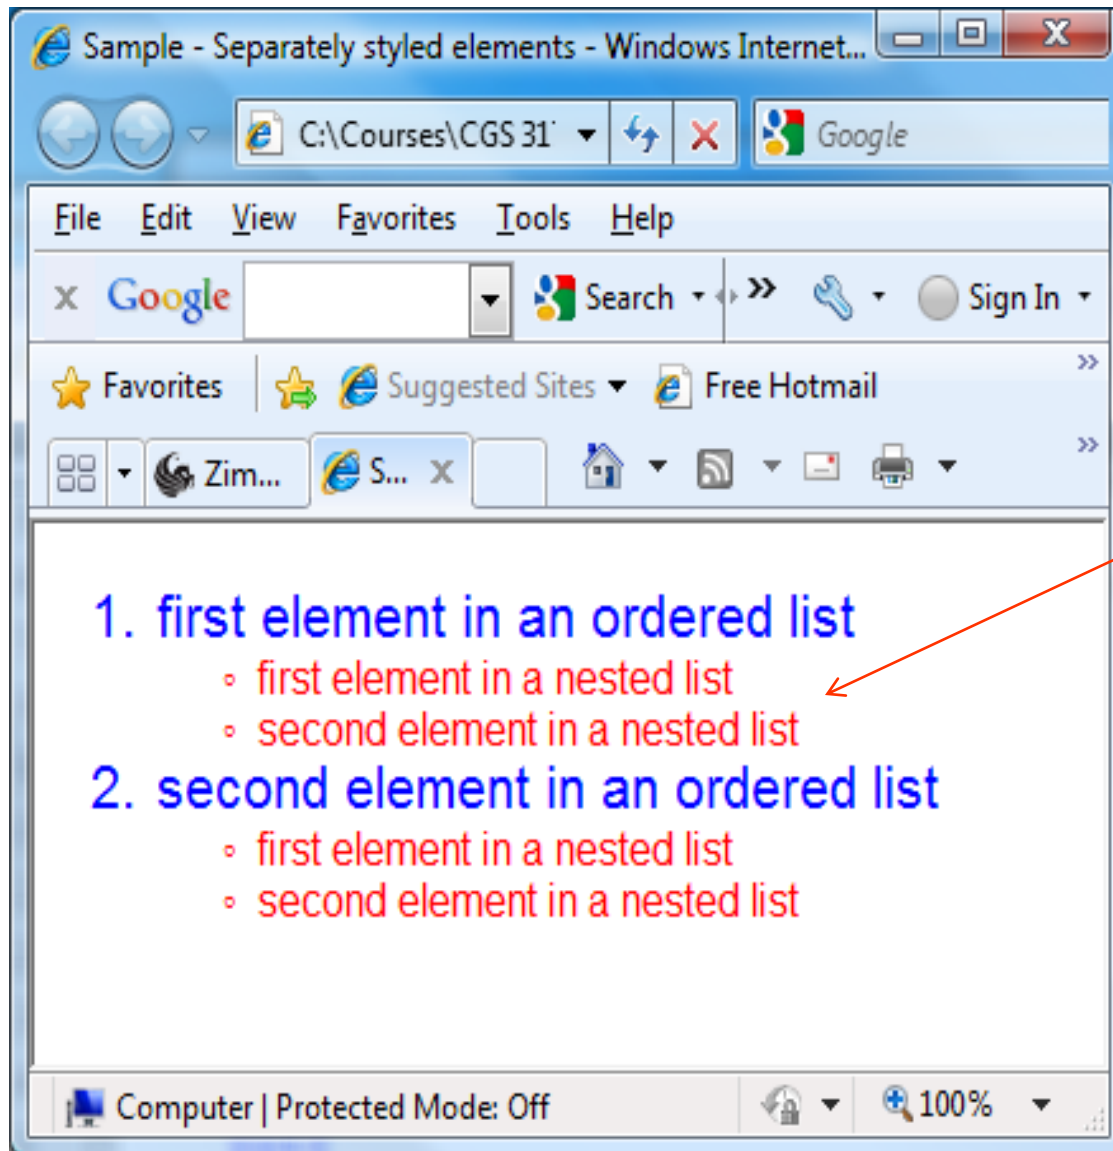 Sample - Separately styled elements - Windows Internet...
C:\Courses\CGS 31 Google
File Edit View Favorites Tools Help
x Google Search » Sign In
Favorites Suggested Sites Free Hotmail »
Zim... S... x »
1. first element in an ordered list
◦ first element in a nested list
◦ second element in a nested list
2. second element in an ordered list
◦ first element in a nested list
◦ second element in a nested list
Computer | Protected Mode: Off 100%